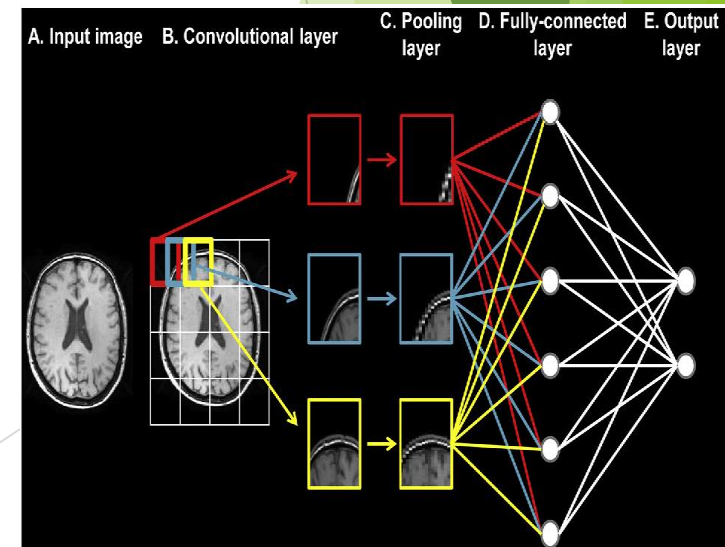 A. Input image
B. Convolutional layer
C. Pooling
layer
D. Fully-connected
layer
E. Output
layer